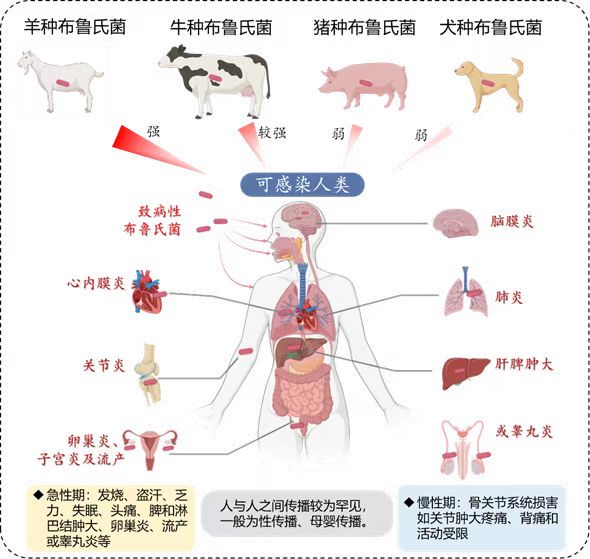 羊种布鲁氏菌
牛种布鲁氏菌
猪种布鲁氏菌
犬种布鲁氏菌
强
较强
弱
弱
可感染人类
致病性
布鲁氏菌
脑膜炎
心内膜炎
肺炎
关节炎
肝脾肿大
卵巢炎、
子宫炎及流产
或睾丸炎
◆ 急性期：发烧、盗汗、乏
力、失眠、头痛、脾和淋
巴结肿大、卵巢炎、流产
或睾丸炎等
人与人之间传播较为罕见，
一般为性传播、母婴传播。
◆ 慢性期：骨关节系统损害
如关节肿大疼痛、背痛和
活动受限